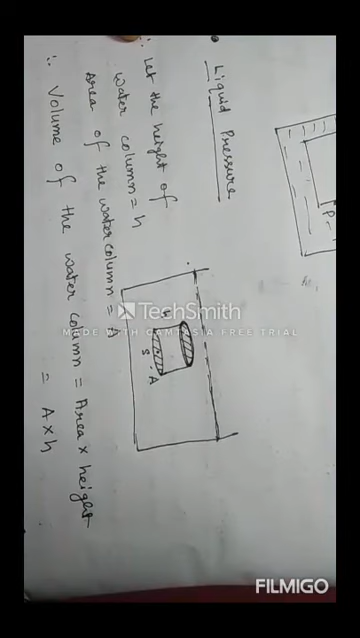 • Liquid Pressure
∴ Let the height of
water column = h
Area of the water column = A
∴ Volume of the water column = Area x height
= A x h
h
S
A
P =
TechSmith
MADE WITH CAMTASIA FREE TRIAL
FILMIGO